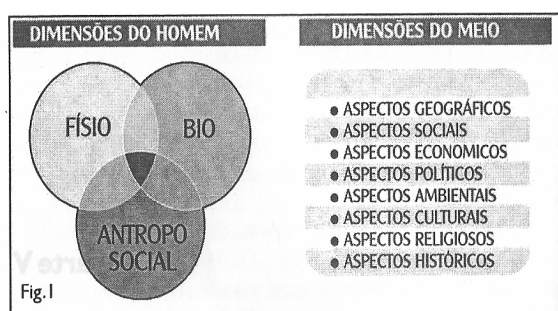 DIMENSÕES DO HOMEM
FÍSIO
BIO
ANTROPO
SOCIAL
Fig.1
DIMENSÕES DO MEIO
• ASPECTOS GEOGRÁFICOS
• ASPECTOS SOCIAIS
• ASPECTOS ECONOMICOS
• ASPECTOS POLÍTICOS
• ASPECTOS AMBIENTAIS
• ASPECTOS CULTURAIS
• ASPECTOS RELIGIOSOS
• ASPECTOS HISTÓRICOS